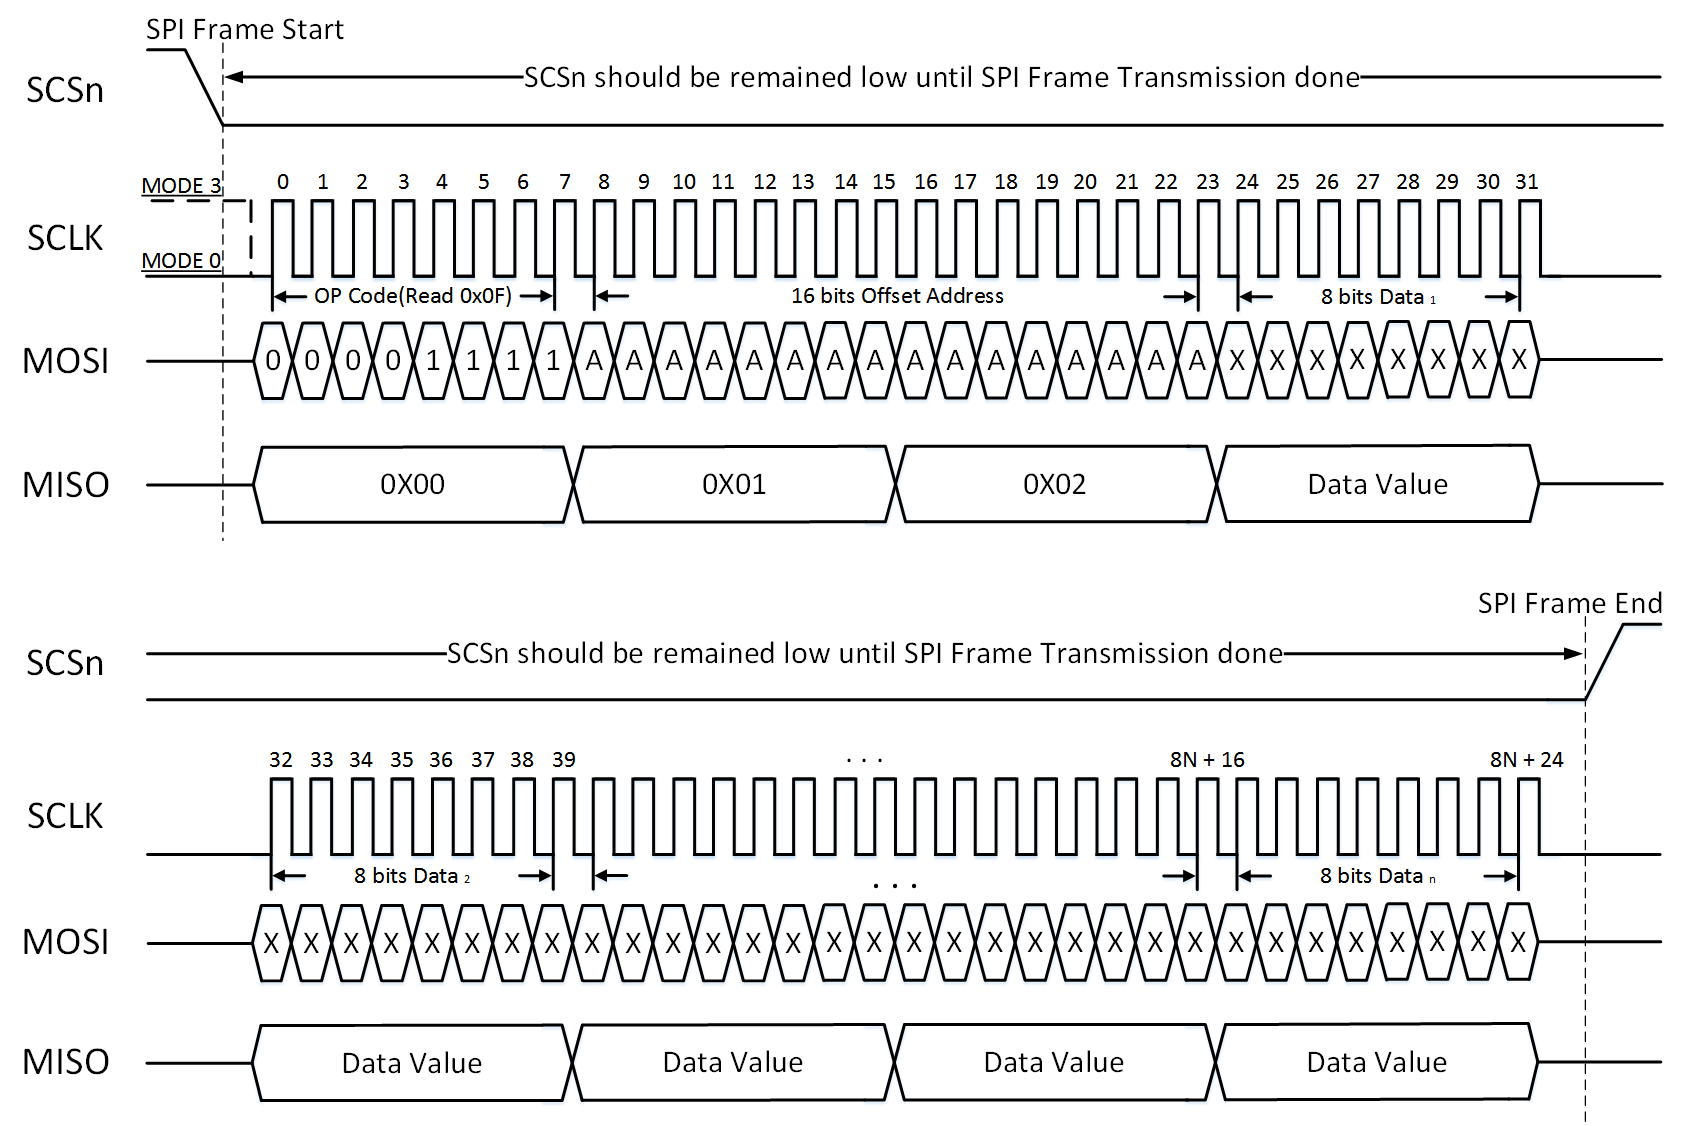 SPI Frame Start
SCSn
SCSn should be remained low until SPI Frame Transmission done
MODE 3
0 1 2 3 4 5 6 7 8 9 10 11 12 13 14 15 16 17 18 19 20 21 22 23 24 25 26 27 28 29 30 31
SCLK
MODE 0
OP Code(Read 0x0F)
16 bits Offset Address
8 bits Data 1
MOSI
0 0 0 0 1 1 1 1 A A A A A A A A A A A A A A A A X X X X X X X X
MISO
0X00
0X01
0X02
Data Value
SPI Frame End
SCSn
SCSn should be remained low until SPI Frame Transmission done
32 33 34 35 36 37 38 39 . . . 8N + 16 8N + 24
SCLK
8 bits Data 2
. . .
8 bits Data n
MOSI
X X X X X X X X X X X X X X X X X X X X X X X X X X X X X X X X
MISO
Data Value
Data Value
Data Value
Data Value